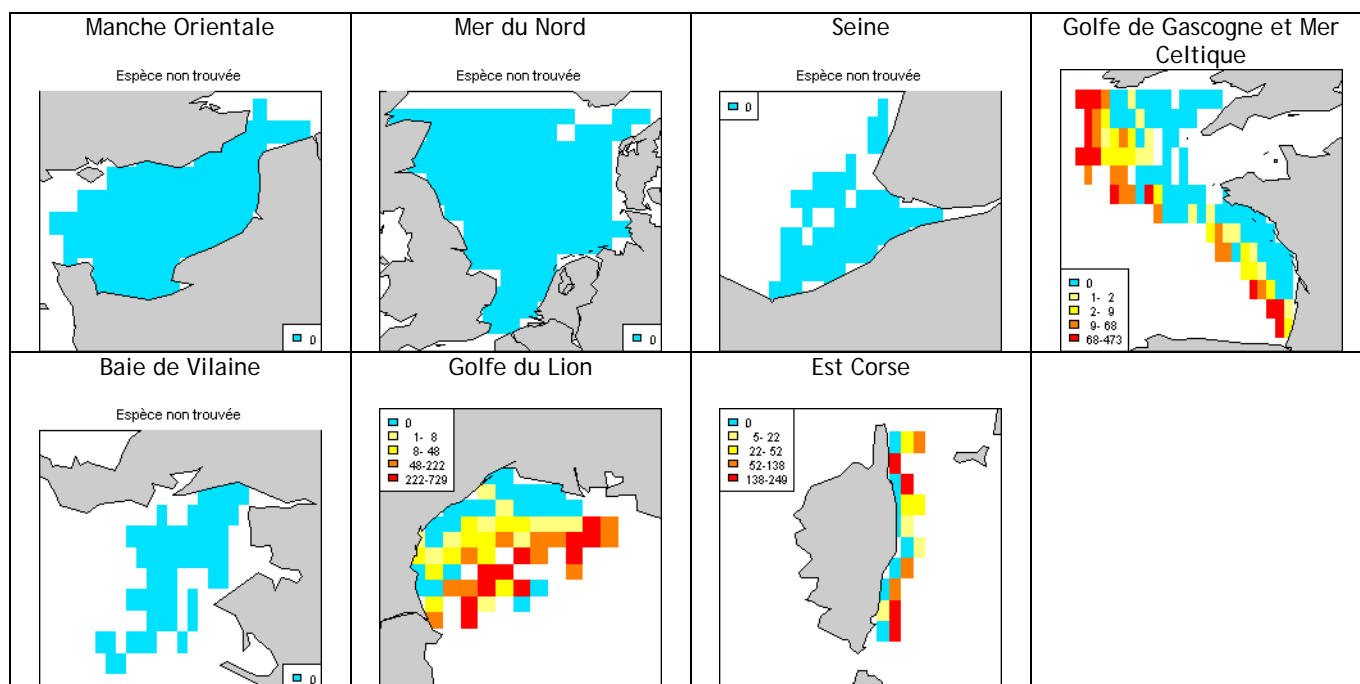 Manche Orientale
Espèce non trouvée
0
Mer du Nord
Espèce non trouvée
0
Seine
Espèce non trouvée
0
Golfe de Gascogne et Mer
Celtique
0
1- 2
2- 9
9- 68
68-473
Baie de Vilaine
Espèce non trouvée
0
Golfe du Lion
0
1- 8
8- 48
48-222
222-729
Est Corse
0
5- 22
22- 52
52-138
138-249